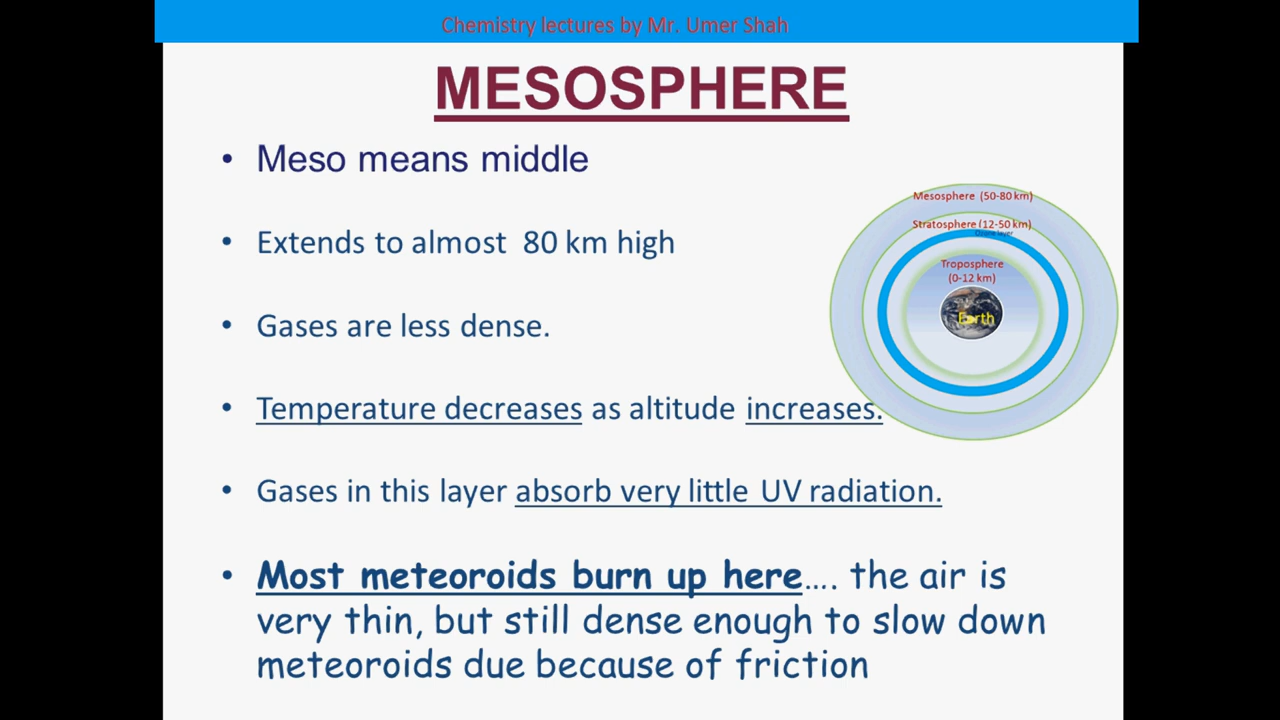 Chemistry lectures by Mr. Umer Shah
MESOSPHERE
• Meso means middle
• Extends to almost 80 km high
• Gases are less dense.
• Temperature decreases as altitude increases.
• Gases in this layer absorb very little UV radiation.
• Most meteoroids burn up here…. the air is
very thin, but still dense enough to slow down
meteoroids due because of friction
Mesosphere (50-80 km)
Stratosphere (12-50 km)
Ozone layer
Troposphere
(0-12 km)
Earth